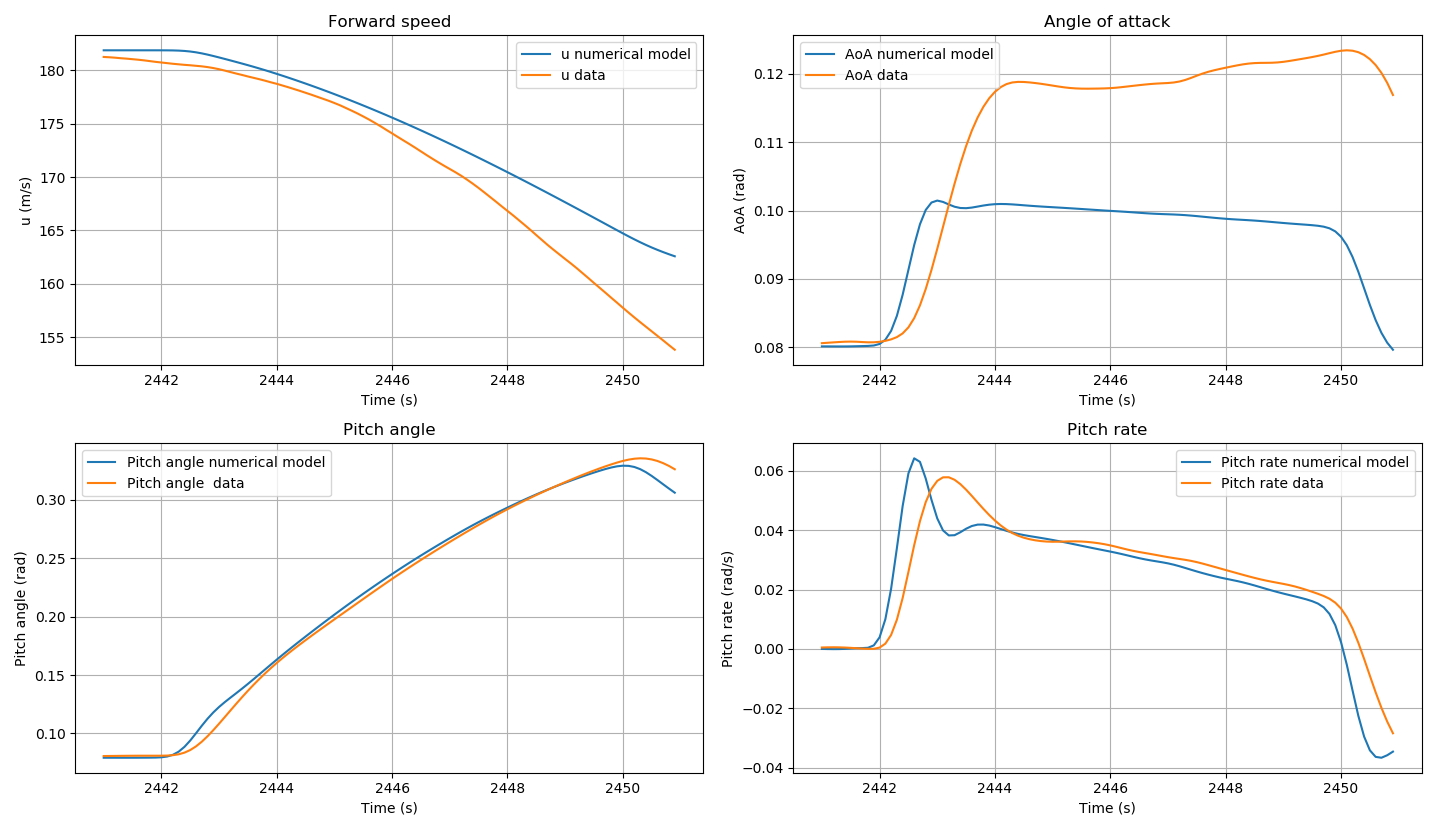 Forward speed
u (m/s)
180
175
170
165
160
155
u numerical model
u data
2442
2444
2446
2448
2450
Time (s)
Angle of attack
AoA (rad)
0.12
0.11
0.10
0.09
0.08
AoA numerical model
AoA data
2442
2444
2446
2448
2450
Time (s)
Pitch angle
Pitch angle (rad)
0.30
0.25
0.20
0.15
0.10
Pitch angle numerical model
Pitch angle  data
2442
2444
2446
2448
2450
Time (s)
Pitch rate
Pitch rate (rad/s)
0.06
0.04
0.02
0.00
−0.02
−0.04
Pitch rate numerical model
Pitch rate data
2442
2444
2446
2448
2450
Time (s)